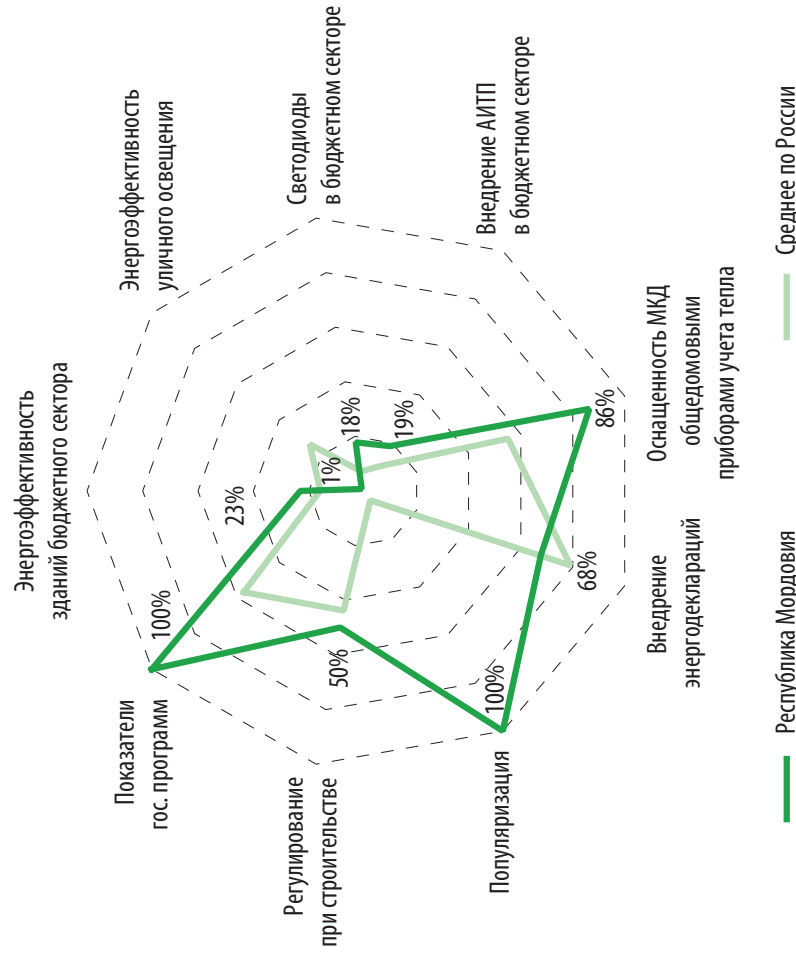 Энергоэффективность
зданий бюджетного сектора
23%
Энергоэффективность
уличного освещения
1%
Светодиоды
в бюджетном секторе
18%
Внедрение АИТП
в бюджетном секторе
19%
Оснащенность МКД
общедомовыми
приборами учета тепла
86%
Внедрение
энергодеклараций
68%
Популяризация
100%
Регулирование
при строительстве
50%
Показатели
гос. программ
100%
Республика Мордовия
Среднее по России